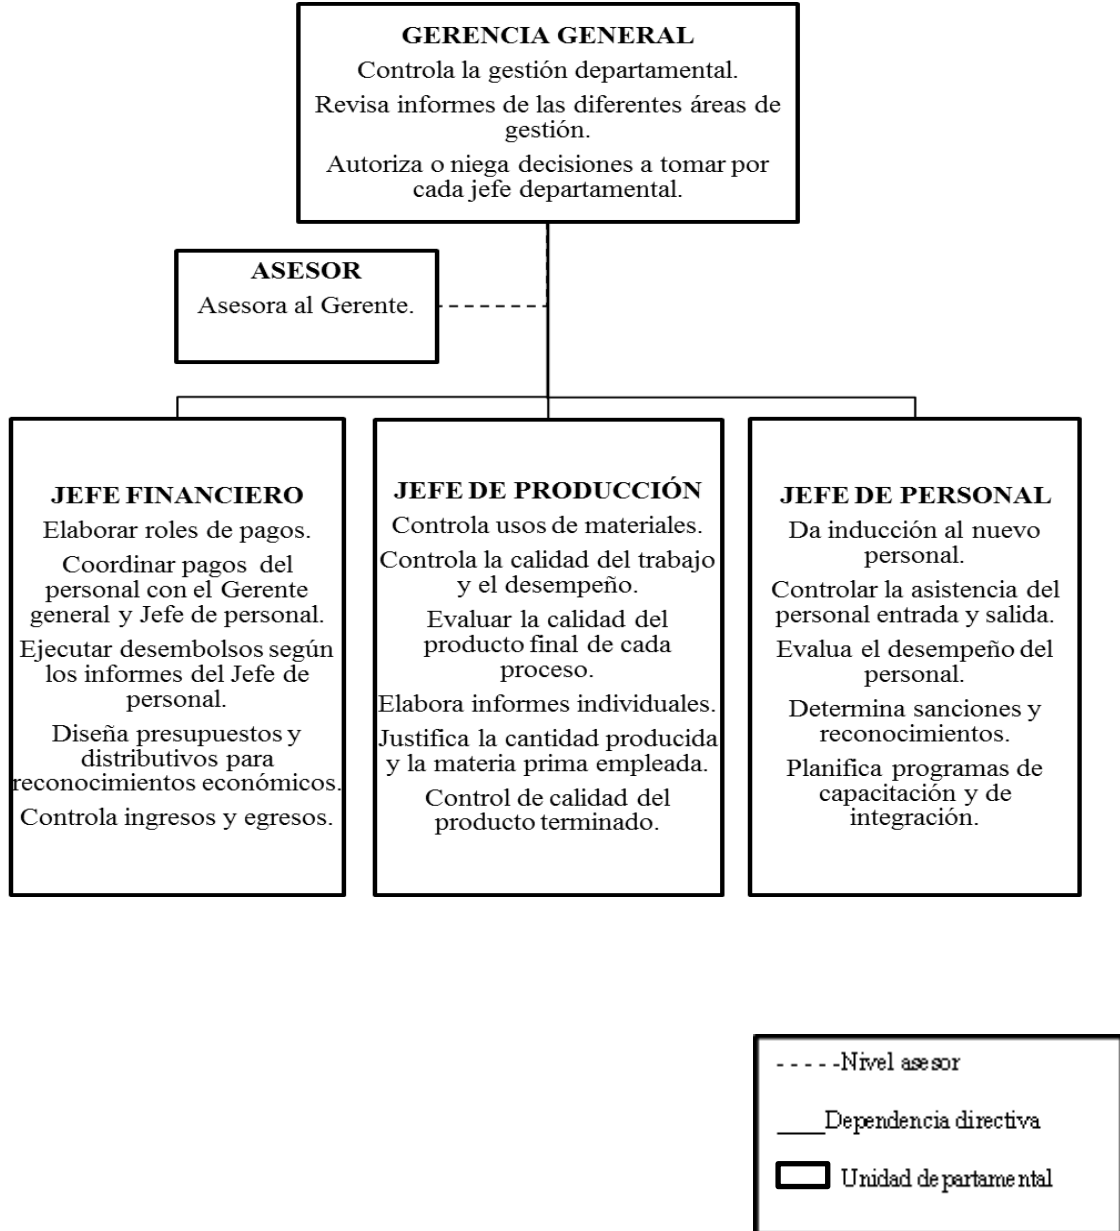 GERENCIA GENERAL
Controla la gestión departamental.
Revisa informes de las diferentes áreas de
gestión.
Autoriza o niega decisiones a tomar por
cada jefe departamental.
ASESOR
Asesora al Gerente.
JEFE FINANCIERO
Elaborar roles de pagos.
Coordinar pagos del
personal con el Gerente
general y Jefe de personal.
Ejecutar desembolsos según
los informes del Jefe de
personal.
Diseña presupuestos y
distributivos para
reconocimientos económicos.
Controla ingresos y egresos.
JEFE DE PRODUCCIÓN
Controla usos de materiales.
Controla la calidad del trabajo
y el desempeño.
Evaluar la calidad del
producto final de cada
proceso.
Elabora informes individuales.
Justifica la cantidad producida
y la materia prima empleada.
Control de calidad del
producto terminado.
JEFE DE PERSONAL
Da inducción al nuevo
personal.
Controlar la asistencia del
personal entrada y salida.
Evalua el desempeño del
personal.
Determina sanciones y
reconocimientos.
Planifica programas de
capacitación y de
integración.
-----Nivel asesor
____Dependencia directiva
Unidad departamental